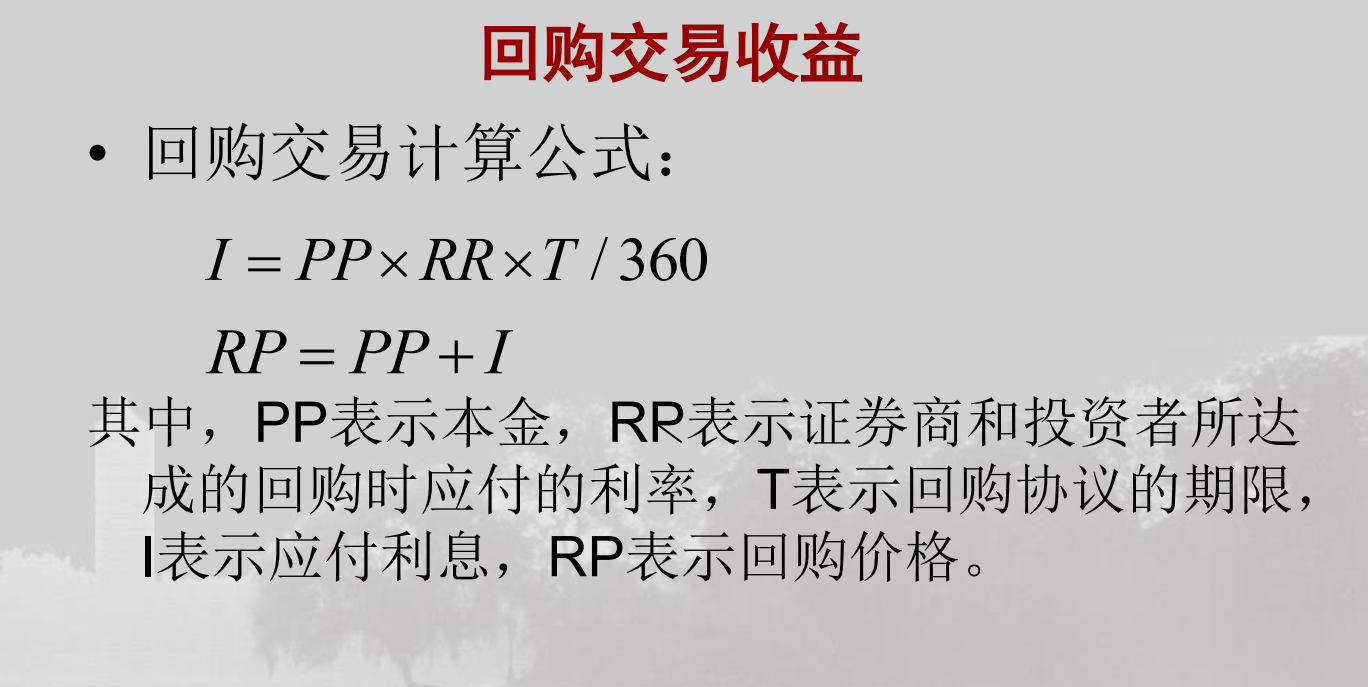 回购交易收益
• 回购交易计算公式：
I = PP × RR × T / 360
RP = PP + I
其中，PP表示本金，RR表示证券商和投资者所达
成的回购时应付的利率，T表示回购协议的期限，
I表示应付利息，RP表示回购价格。